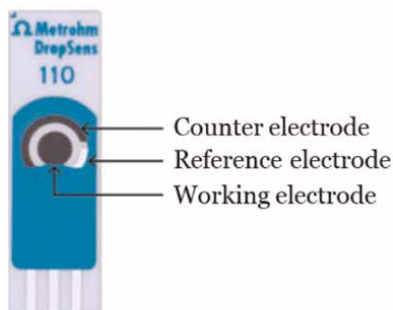 Ω Metrohm
DropSens
110
Counter electrode
Reference electrode
Working electrode